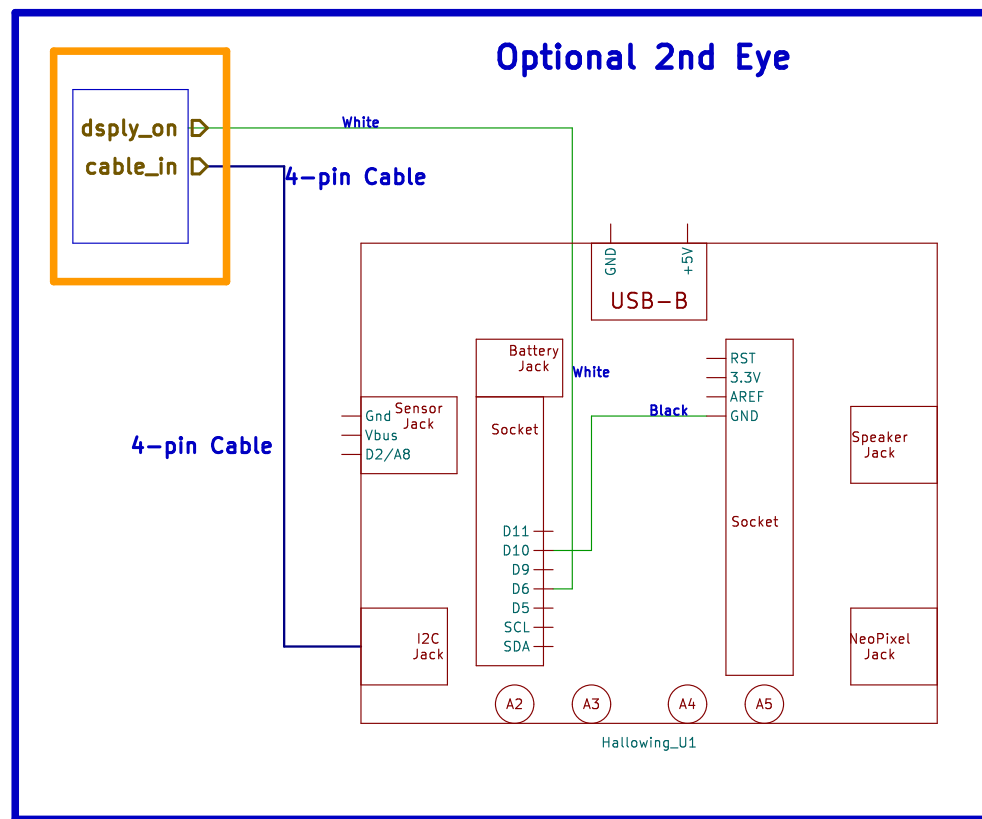 Optional 2nd Eye
dsply_on
White
cable_in
4-pin Cable
GND
+5V
USB-B
Battery
Jack
White
RST
3.3V
AREF
GND
Black
Sensor
Jack
Gnd
Vbus
D2/A8
4-pin Cable
Socket
Speaker
Jack
Socket
D11
D10
D9
D6
D5
SCL
SDA
I2C
Jack
NeoPixel
Jack
A2
A3
A4
A5
Hallowing_U1